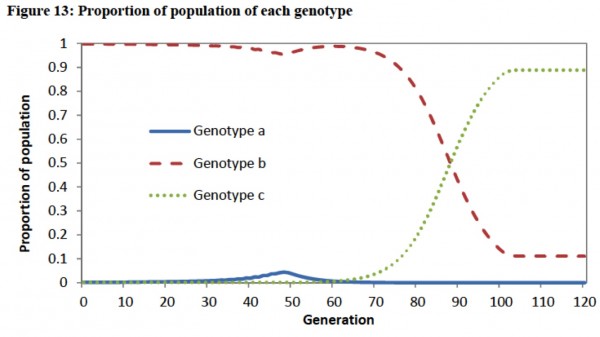 Figure 13: Proportion of population of each genotype
1
0.9
0.8
0.7
0.6
0.5
0.4
0.3
0.2
0.1
0
Proportion of population
Genotype a
Genotype b
Genotype c
0 10 20 30 40 50 60 70 80 90 100 110 120
Generation